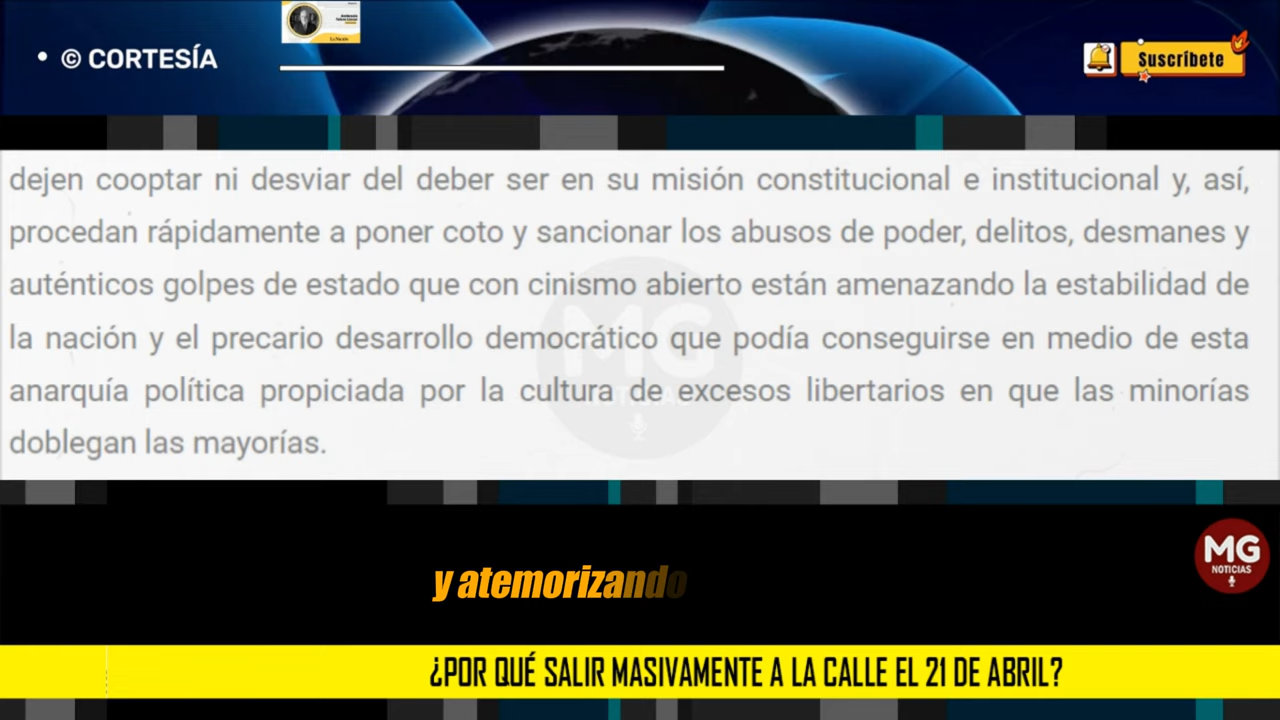 • © CORTESÍA
Suscríbete
dejen cooptar ni desviar del deber ser en su misión constitucional e institucional y, así,
procedan rápidamente a poner coto y sancionar los abusos de poder, delitos, desmanes y
auténticos golpes de estado que con cinismo abierto están amenazando la estabilidad de
la nación y el precario desarrollo democrático que podía conseguirse en medio de esta
anarquía política propiciada por la cultura de excesos libertarios en que las minorías
doblegan las mayorías.
MG
NOTICIAS
y atemorizando
MG
NOTICIAS
¿POR QUÉ SALIR MASIVAMENTE A LA CALLE EL 21 DE ABRIL?